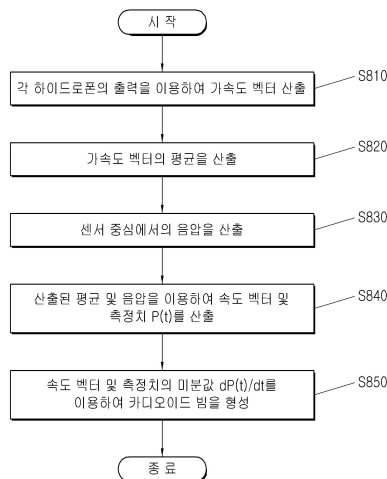 시 작
각 하이드로폰의 출력을 이용하여 가속도 벡터 산출
S810
가속도 벡터의 평균을 산출
S820
센서 중심에서의 음압을 산출
S830
산출된 평균 및 음압을 이용하여 속도 벡터 및
측정치 P(t)를 산출
S840
속도 벡터 및 측정치의 미분값 dP(t)/dt를
이용하여 카디오이드 빔을 형성
S850
종 료